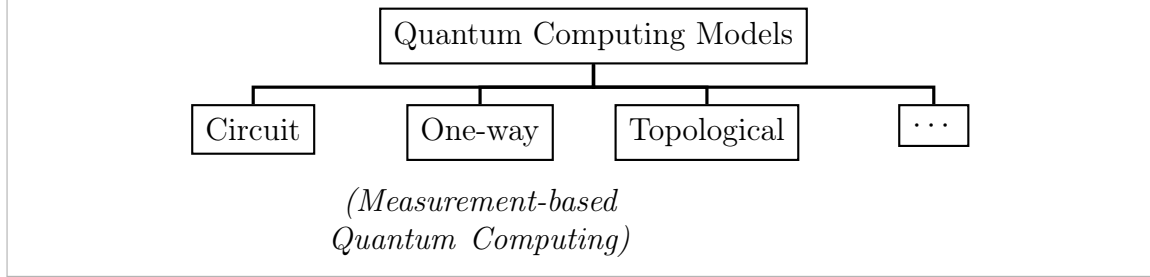 Quantum Computing Models
Circuit
One-way
Topological
···
(Measurement-based
Quantum Computing)